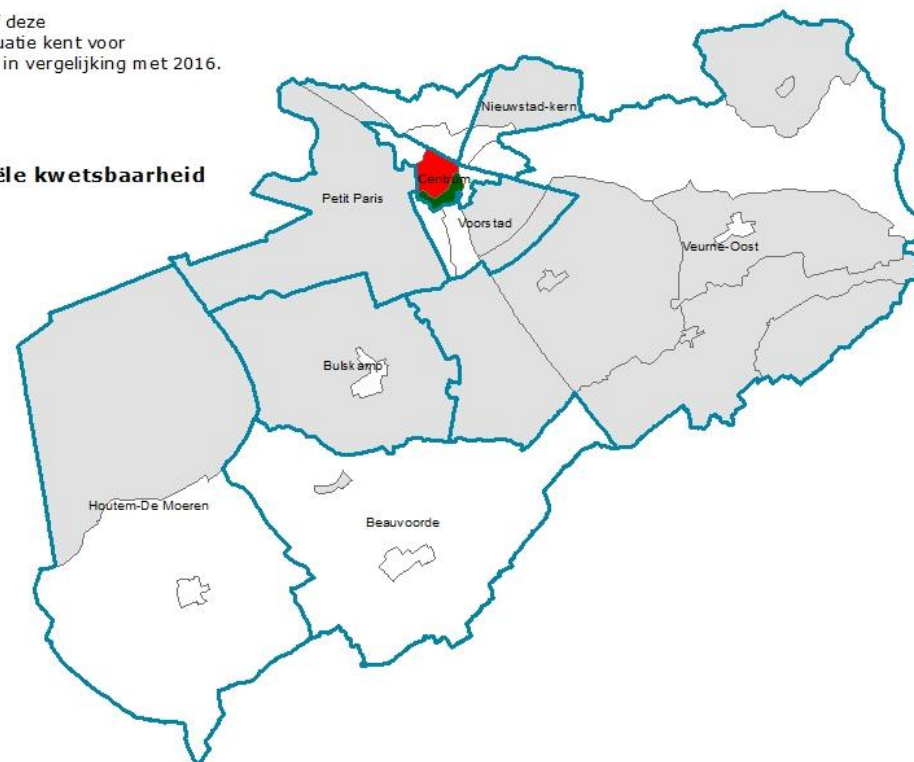 deze
uatie kent voor
in vergelijking met 2016.
ële kwetsbaarheid
Nieuwstad-kern
Centrum
Petit Paris
Voorstad
Veurne-Oost
Bulskamp
Houtem-De Moeren
Beauvoorde